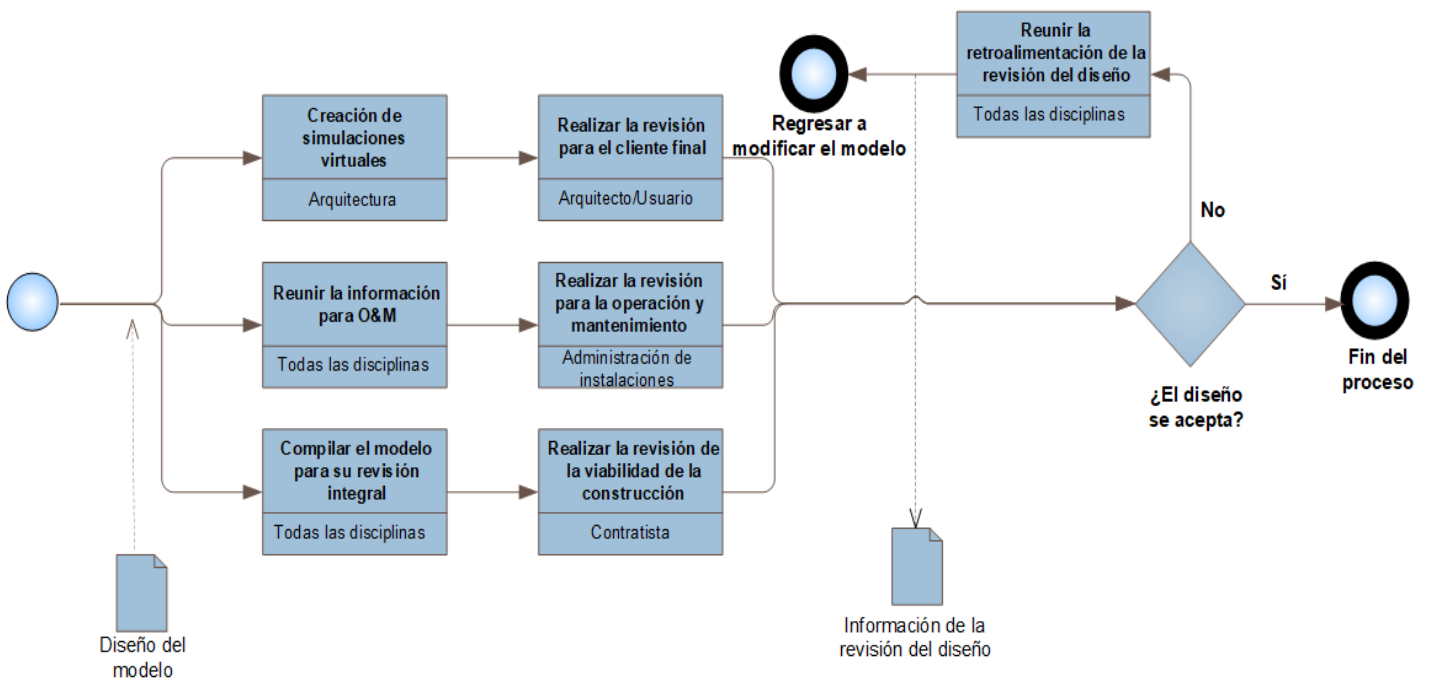 Creación de
simulaciones
virtuales
Arquitectura
Realizar la revisión
para el cliente final
Arquitecto/Usuario
Regresar a
modificar el modelo
Reunir la
retroalimentación de la
revisión del diseño
Todas las disciplinas
Reunir la información
para O&M
Todas las disciplinas
Realizar la revisión
para la operación y
mantenimiento
Administración de
instalaciones
Compilar el modelo
para su revisión
integral
Todas las disciplinas
Realizar la revisión de
la viabilidad de la
construcción
Contratista
No
Sí
¿El diseño
se acepta?
Fin del
proceso
Diseño del
modelo
Información de la
revisión del diseño